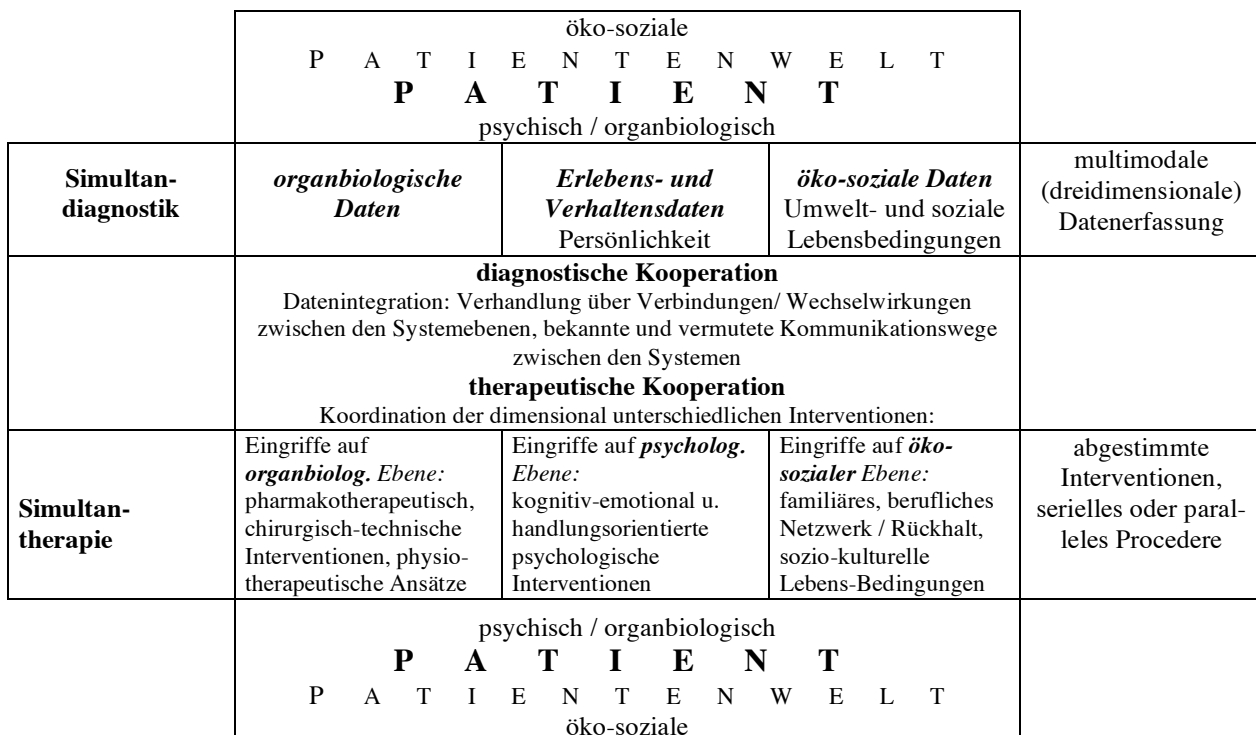 öko-soziale
P A T I E N T E N W E L T
P A T I E N T
psychisch / organbiologisch
Simultan-
diagnostik
organbiologische
Daten
Erlebens- und
Verhaltensdaten
Persönlichkeit
öko-soziale Daten
Umwelt- und soziale
Lebensbedingungen
multimodale
(dreidimensionale)
Datenerfassung
diagnostische Kooperation
Datenintegration: Verhandlung über Verbindungen/ Wechselwirkungen
zwischen den Systemebenen, bekannte und vermutete Kommunikationswege
zwischen den Systemen
therapeutische Kooperation
Koordination der dimensional unterschiedlichen Interventionen:
Simultan-
therapie
Eingriffe auf
organbiolog. Ebene:
pharmakotherapeutisch,
chirurgisch-technische
Interventionen, physio-
therapeutische Ansätze
Eingriffe auf psycholog.
Ebene:
kognitiv-emotional u.
handlungsorientierte
psychologische
Interventionen
Eingriffe auf öko-
sozialer Ebene:
familiäres, berufliches
Netzwerk / Rückhalt,
sozio-kulturelle
Lebens-Bedingungen
abgestimmte
Interventionen,
serielles oder paral-
leles Procedere
psychisch / organbiologisch
P A T I E N T
P A T I E N T E N W E L T
öko-soziale